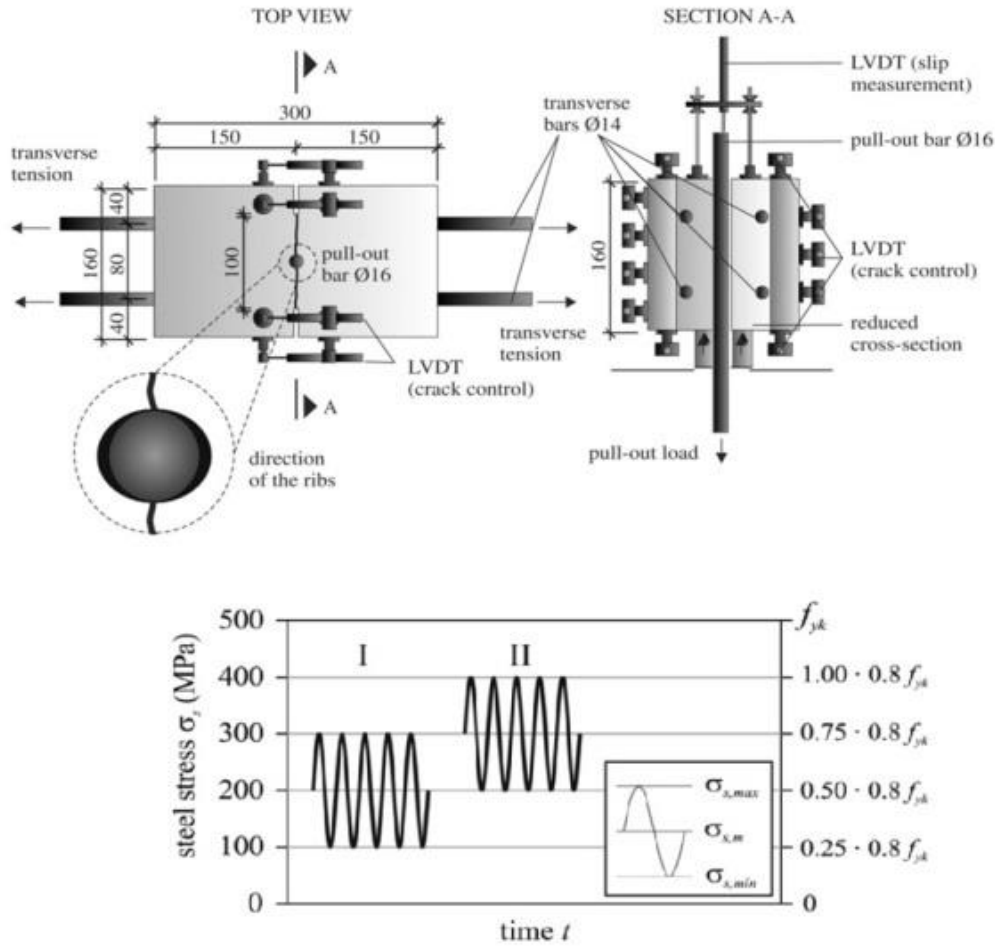 TOP VIEW
A
300
150
150
transverse
tension
40
160
80
100
40
pull-out
bar Ø16
transverse
tension
LVDT
(crack control)
A
direction
of the ribs
SECTION A-A
LVDT (slip
measurement)
transverse
bars Ø14
pull-out bar Ø16
160
LVDT
(crack control)
reduced
cross-section
pull-out load
steel stress σs (MPa)
500
400
300
200
100
0
I
II
fyk
1.00 · 0.8 fyk
0.75 · 0.8 fyk
0.50 · 0.8 fyk
0.25 · 0.8 fyk
0
σs,max
σs,m
σs,min
time t